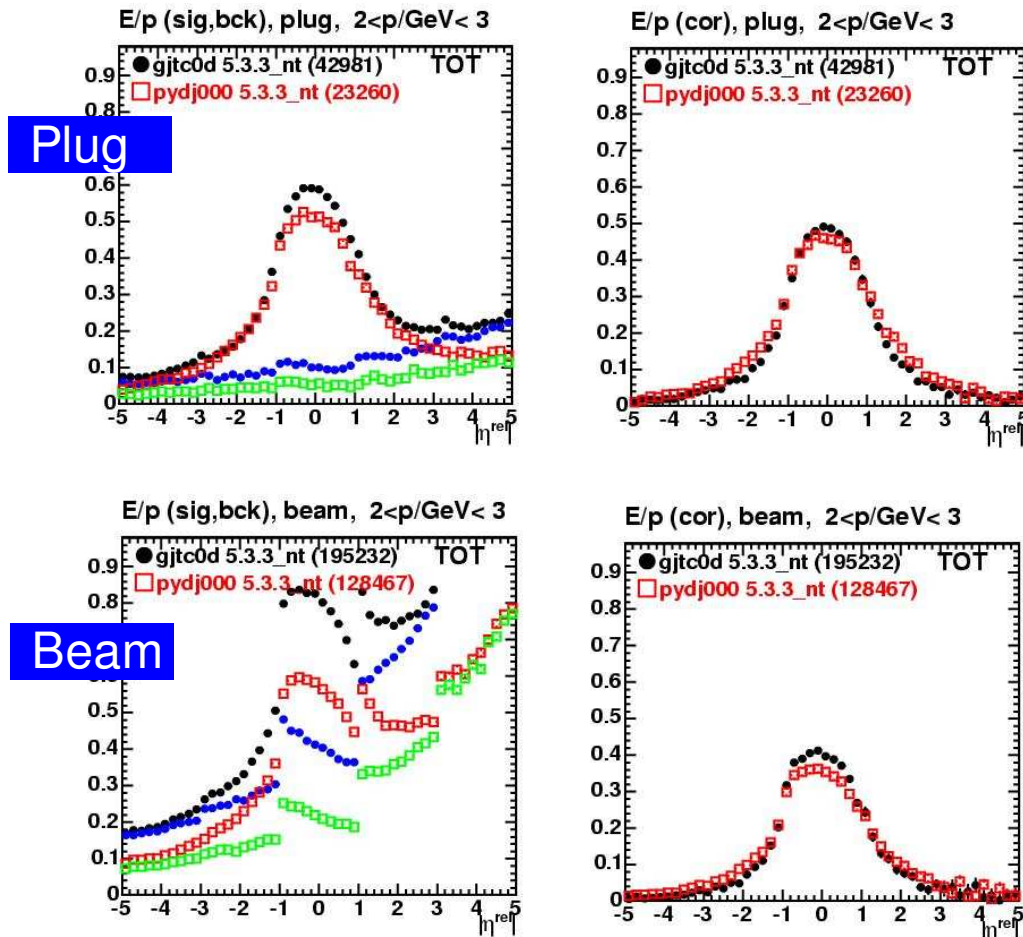 E/p (sig,bck), plug, 2<p/GeV< 3
gjtc0d 5.3.3_nt (42981) TOT
pydj000 5.3.3_nt (23260)
0.9
0.8
Plug
0.6
0.5
0.4
0.3
0.2
0.1
0
-5 -4 -3 -2 -1 0 1 2 3 4 5
|η^ref|
E/p (cor), plug, 2<p/GeV< 3
gjtc0d 5.3.3_nt (42981) TOT
pydj000 5.3.3_nt (23260)
0.9
0.8
0.7
0.6
0.5
0.4
0.3
0.2
0.1
0
-5 -4 -3 -2 -1 0 1 2 3 4 5
|η^ref|
E/p (sig,bck), beam, 2<p/GeV< 3
gjtc0d 5.3.3_nt (195232) TOT
pydj000 5.3.3_nt (128467)
0.9
0.8
Beam
0.5
0.4
0.3
0.2
0.1
0
-5 -4 -3 -2 -1 0 1 2 3 4 5
|η^ref|
E/p (cor), beam, 2<p/GeV< 3
gjtc0d 5.3.3_nt (195232) TOT
pydj000 5.3.3_nt (128467)
0.9
0.8
0.7
0.6
0.5
0.4
0.3
0.2
0.1
0
-5 -4 -3 -2 -1 0 1 2 3 4 5
|η^ref|